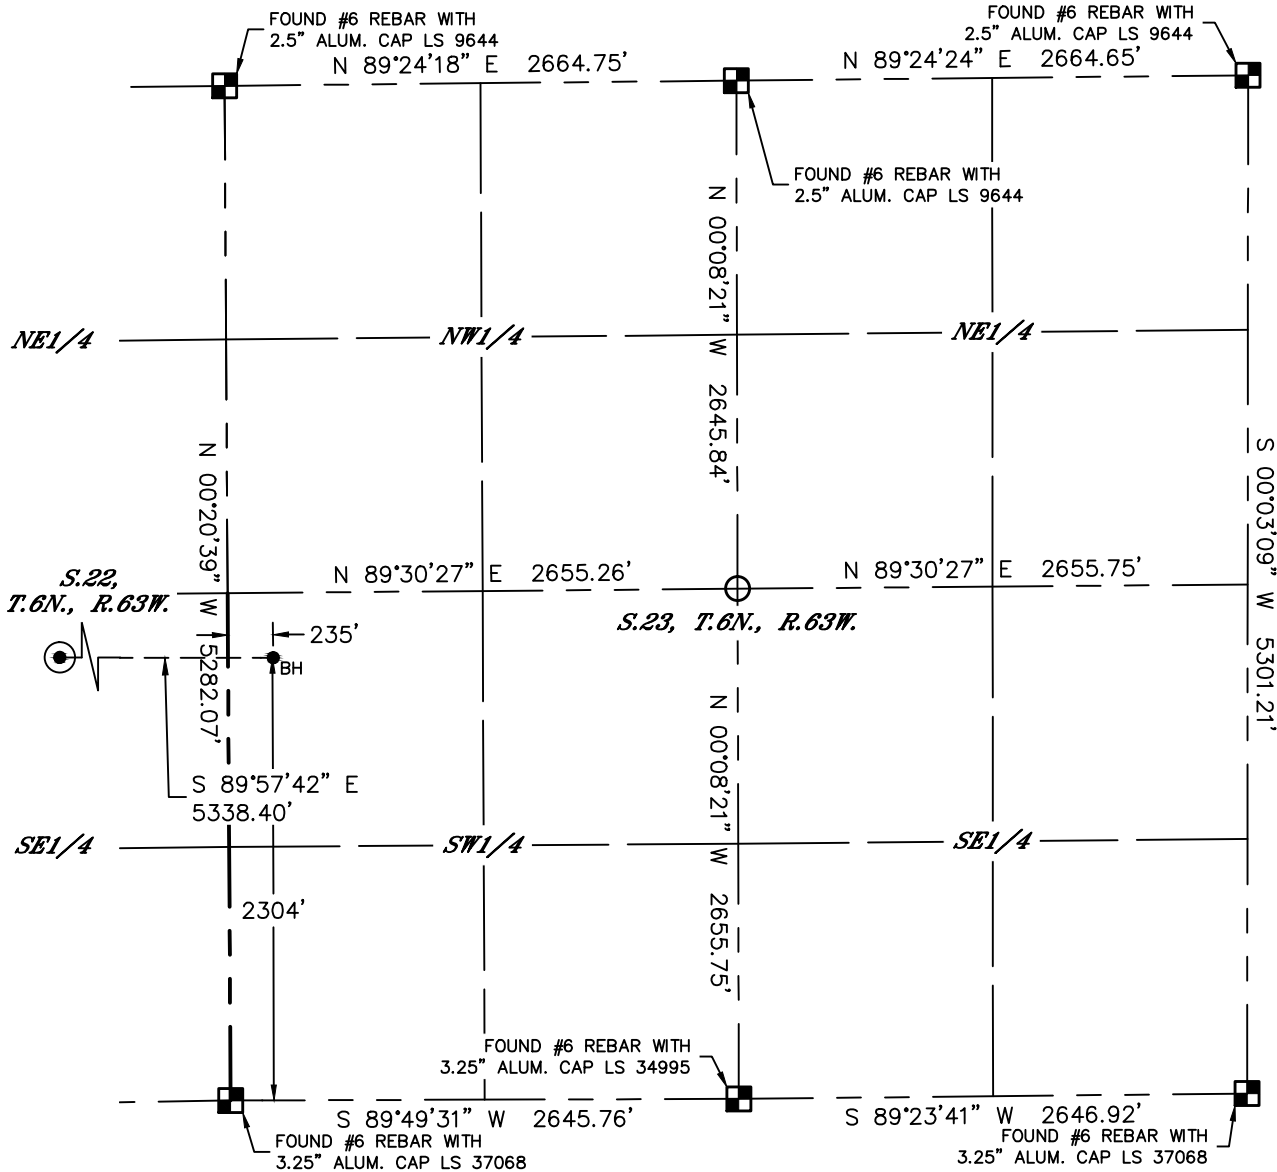 FOUND #6 REBAR WITH
2.5" ALUM. CAP LS 9644
FOUND #6 REBAR WITH
2.5" ALUM. CAP LS 9644
N 89°24'18" E 2664.75'
N 89°24'24" E 2664.65'
FOUND #6 REBAR WITH
2.5" ALUM. CAP LS 9644
N 00°08'21" W 2645.84'
NE1/4
NW1/4
NE1/4
N 00°20'39" W 5282.07'
S 00°03'09" W 5301.21'
S.22,
T.6N., R.63W.
N 89°30'27" E 2655.26'
N 89°30'27" E 2655.75'
S.23, T.6N., R.63W.
235'
BH
N 00°08'21" W 2655.75'
S 89°57'42" E
5338.40'
SE1/4
SW1/4
SE1/4
2304'
FOUND #6 REBAR WITH
3.25" ALUM. CAP LS 34995
S 89°49'31" W 2645.76'
S 89°23'41" W 2646.92'
FOUND #6 REBAR WITH
3.25" ALUM. CAP LS 37068
FOUND #6 REBAR WITH
3.25" ALUM. CAP LS 37068